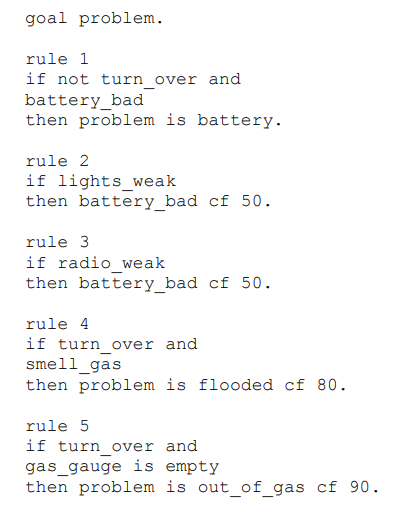 goal problem.
rule 1
if not turn_over and
battery_bad
then problem is battery.
rule 2
if lights_weak
then battery_bad cf 50.
rule 3
if radio_weak
then battery_bad cf 50.
rule 4
if turn_over and
smell_gas
then problem is flooded cf 80.
rule 5
if turn_over and
gas_gauge is empty
then problem is out_of_gas cf 90.